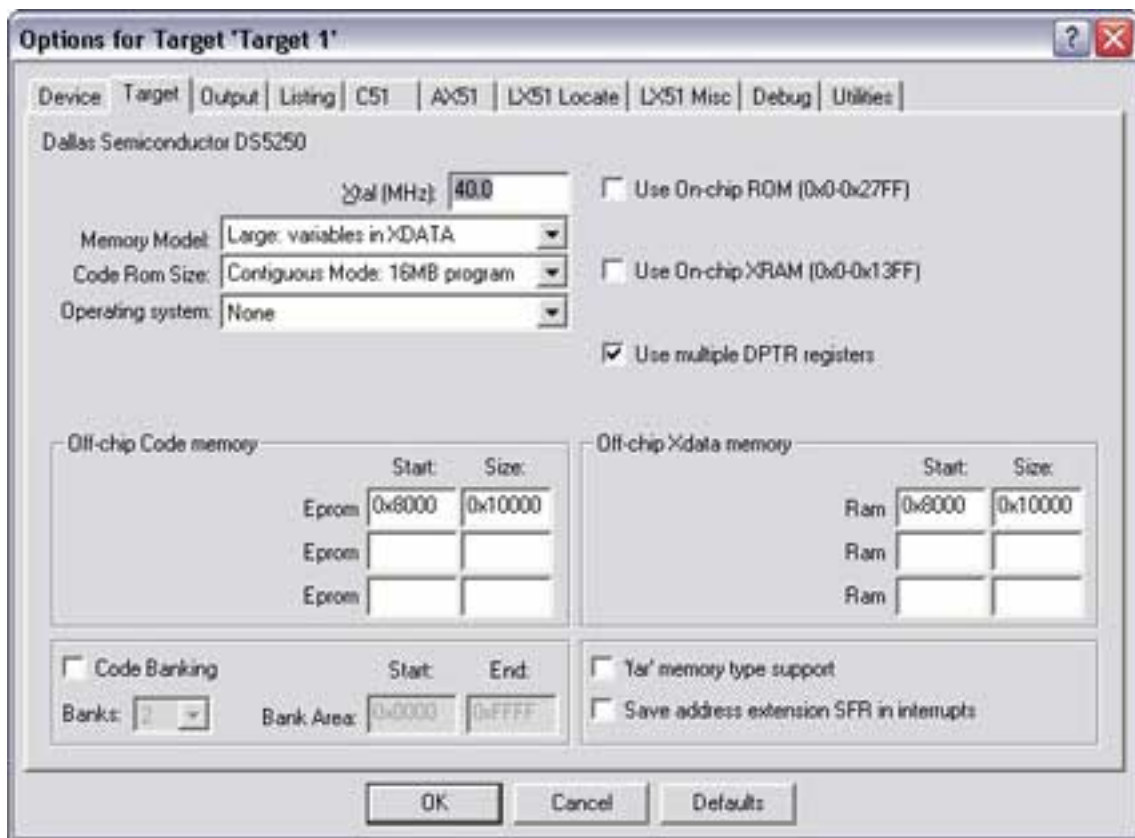 Options for Target 'Target 1'
Device Target Output Listing C51 AX51 LX51 Locate LX51 Misc Debug Utilities
Dallas Semiconductor DS5250
Xtal (MHz): 40.0
Use On-chip ROM (0x0-0x27FF)
Memory Model: Large: variables in XDATA
Code Rom Size: Contiguous Mode: 16MB program
Use On-chip XRAM (0x0-0x13FF)
Operating system: None
Use multiple DPTR registers
Off-chip Code memory
Start: Size:
Eprom 0x8000 0x10000
Eprom
Eprom
Off-chip Xdata memory
Start: Size:
Ram 0x8000 0x10000
Ram
Ram
Code Banking Start: End:
Banks: 2 Bank Area: 0x0000 0xFFFF
'far' memory type support
Save address extension SFR in interrupts
OK Cancel Defaults